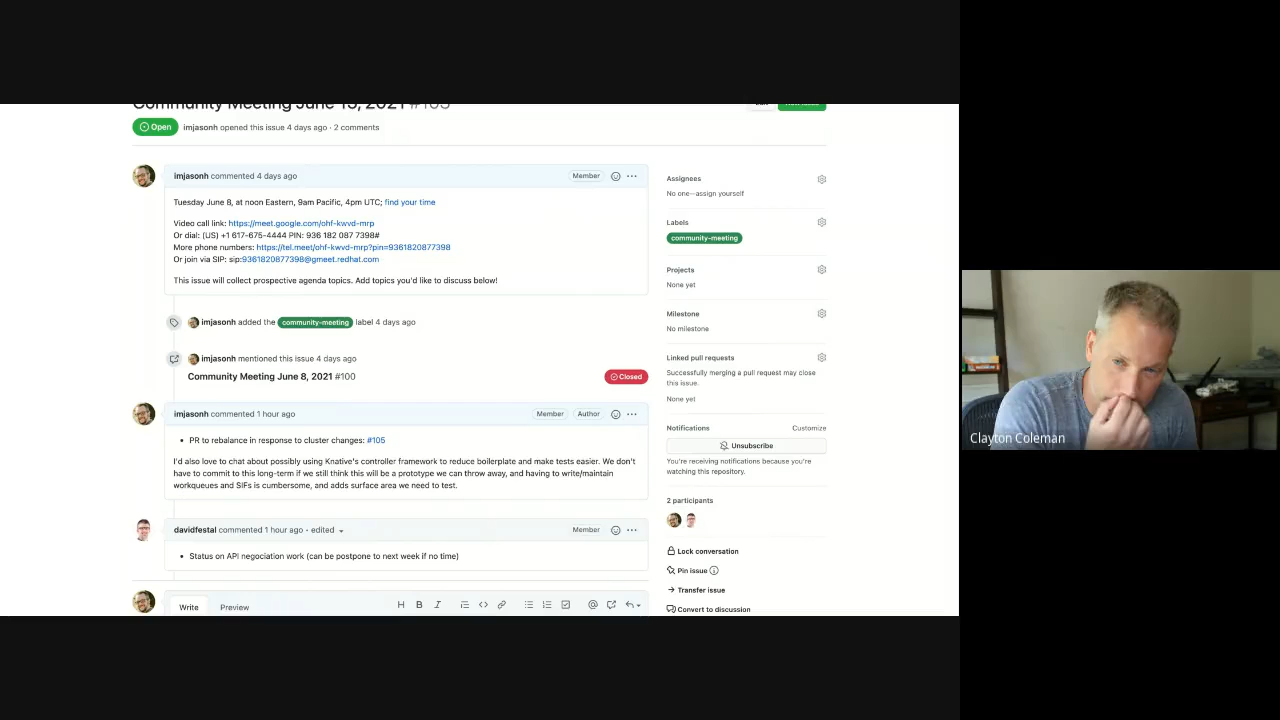 Community Meeting June 15, 2021 #103
Open
imjasonh opened this issue 4 days ago · 2 comments
imjasonh commented 4 days ago
Member
Tuesday June 8, at noon Eastern, 9am Pacific, 4pm UTC; find your time
Video call link: https://meet.google.com/ohf-kwvd-mrp
Or dial: (US) +1 617-675-4444 PIN: 936 182 087 7398#
More phone numbers: https://tel.meet/ohf-kwvd-mrp?pin=9361820877398
Or join via SIP: sip:9361820877398@gmeet.redhat.com
This issue will collect prospective agenda topics. Add topics you'd like to discuss below!
imjasonh added the community-meeting label 4 days ago
imjasonh mentioned this issue 4 days ago
Community Meeting June 8, 2021 #100
Closed
imjasonh commented 1 hour ago
Member
Author
• PR to rebalance in response to cluster changes: #105
I'd also love to chat about possibly using Knative's controller framework to reduce boilerplate and make tests easier. We don't
have to commit to this long-term if we still think this will be a prototype we can throw away, and having to write/maintain
workqueues and SIFs is cumbersome, and adds surface area we need to test.
davidfestal commented 1 hour ago · edited
Member
• Status on API negociation work (can be postpone to next week if no time)
Write
Preview
Assignees
No one—assign yourself
Labels
community-meeting
Projects
None yet
Milestone
No milestone
Linked pull requests
Successfully merging a pull request may close
this issue.
None yet
Notifications
Customize
Unsubscribe
You're receiving notifications because you're
watching this repository.
2 participants
Lock conversation
Pin issue
Transfer issue
Convert to discussion
Clayton Coleman